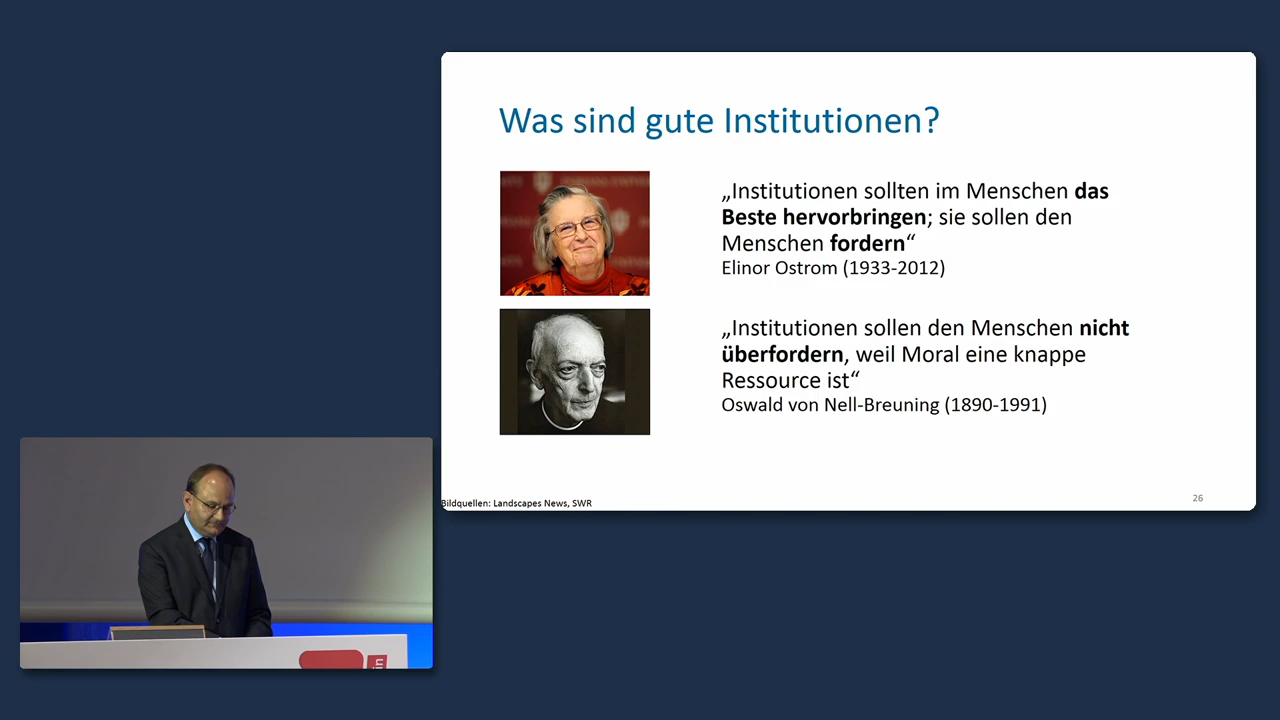 Was sind gute Institutionen?
„Institutionen sollten im Menschen das
Beste hervorbringen; sie sollen den
Menschen fordern“
Elinor Ostrom (1933-2012)
„Institutionen sollen den Menschen nicht
überfordern, weil Moral eine knappe
Ressource ist“
Oswald von Nell-Breuning (1890-1991)
Bildquellen: Landscapes News, SWR
26
in